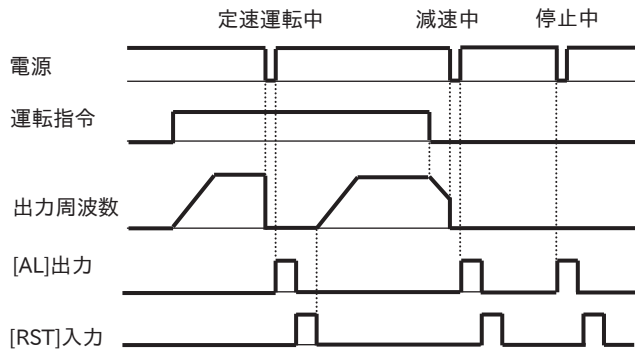 定速運転中 減速中 停止中
電源
運転指令
出力周波数
[AL]出力
[RST]入力